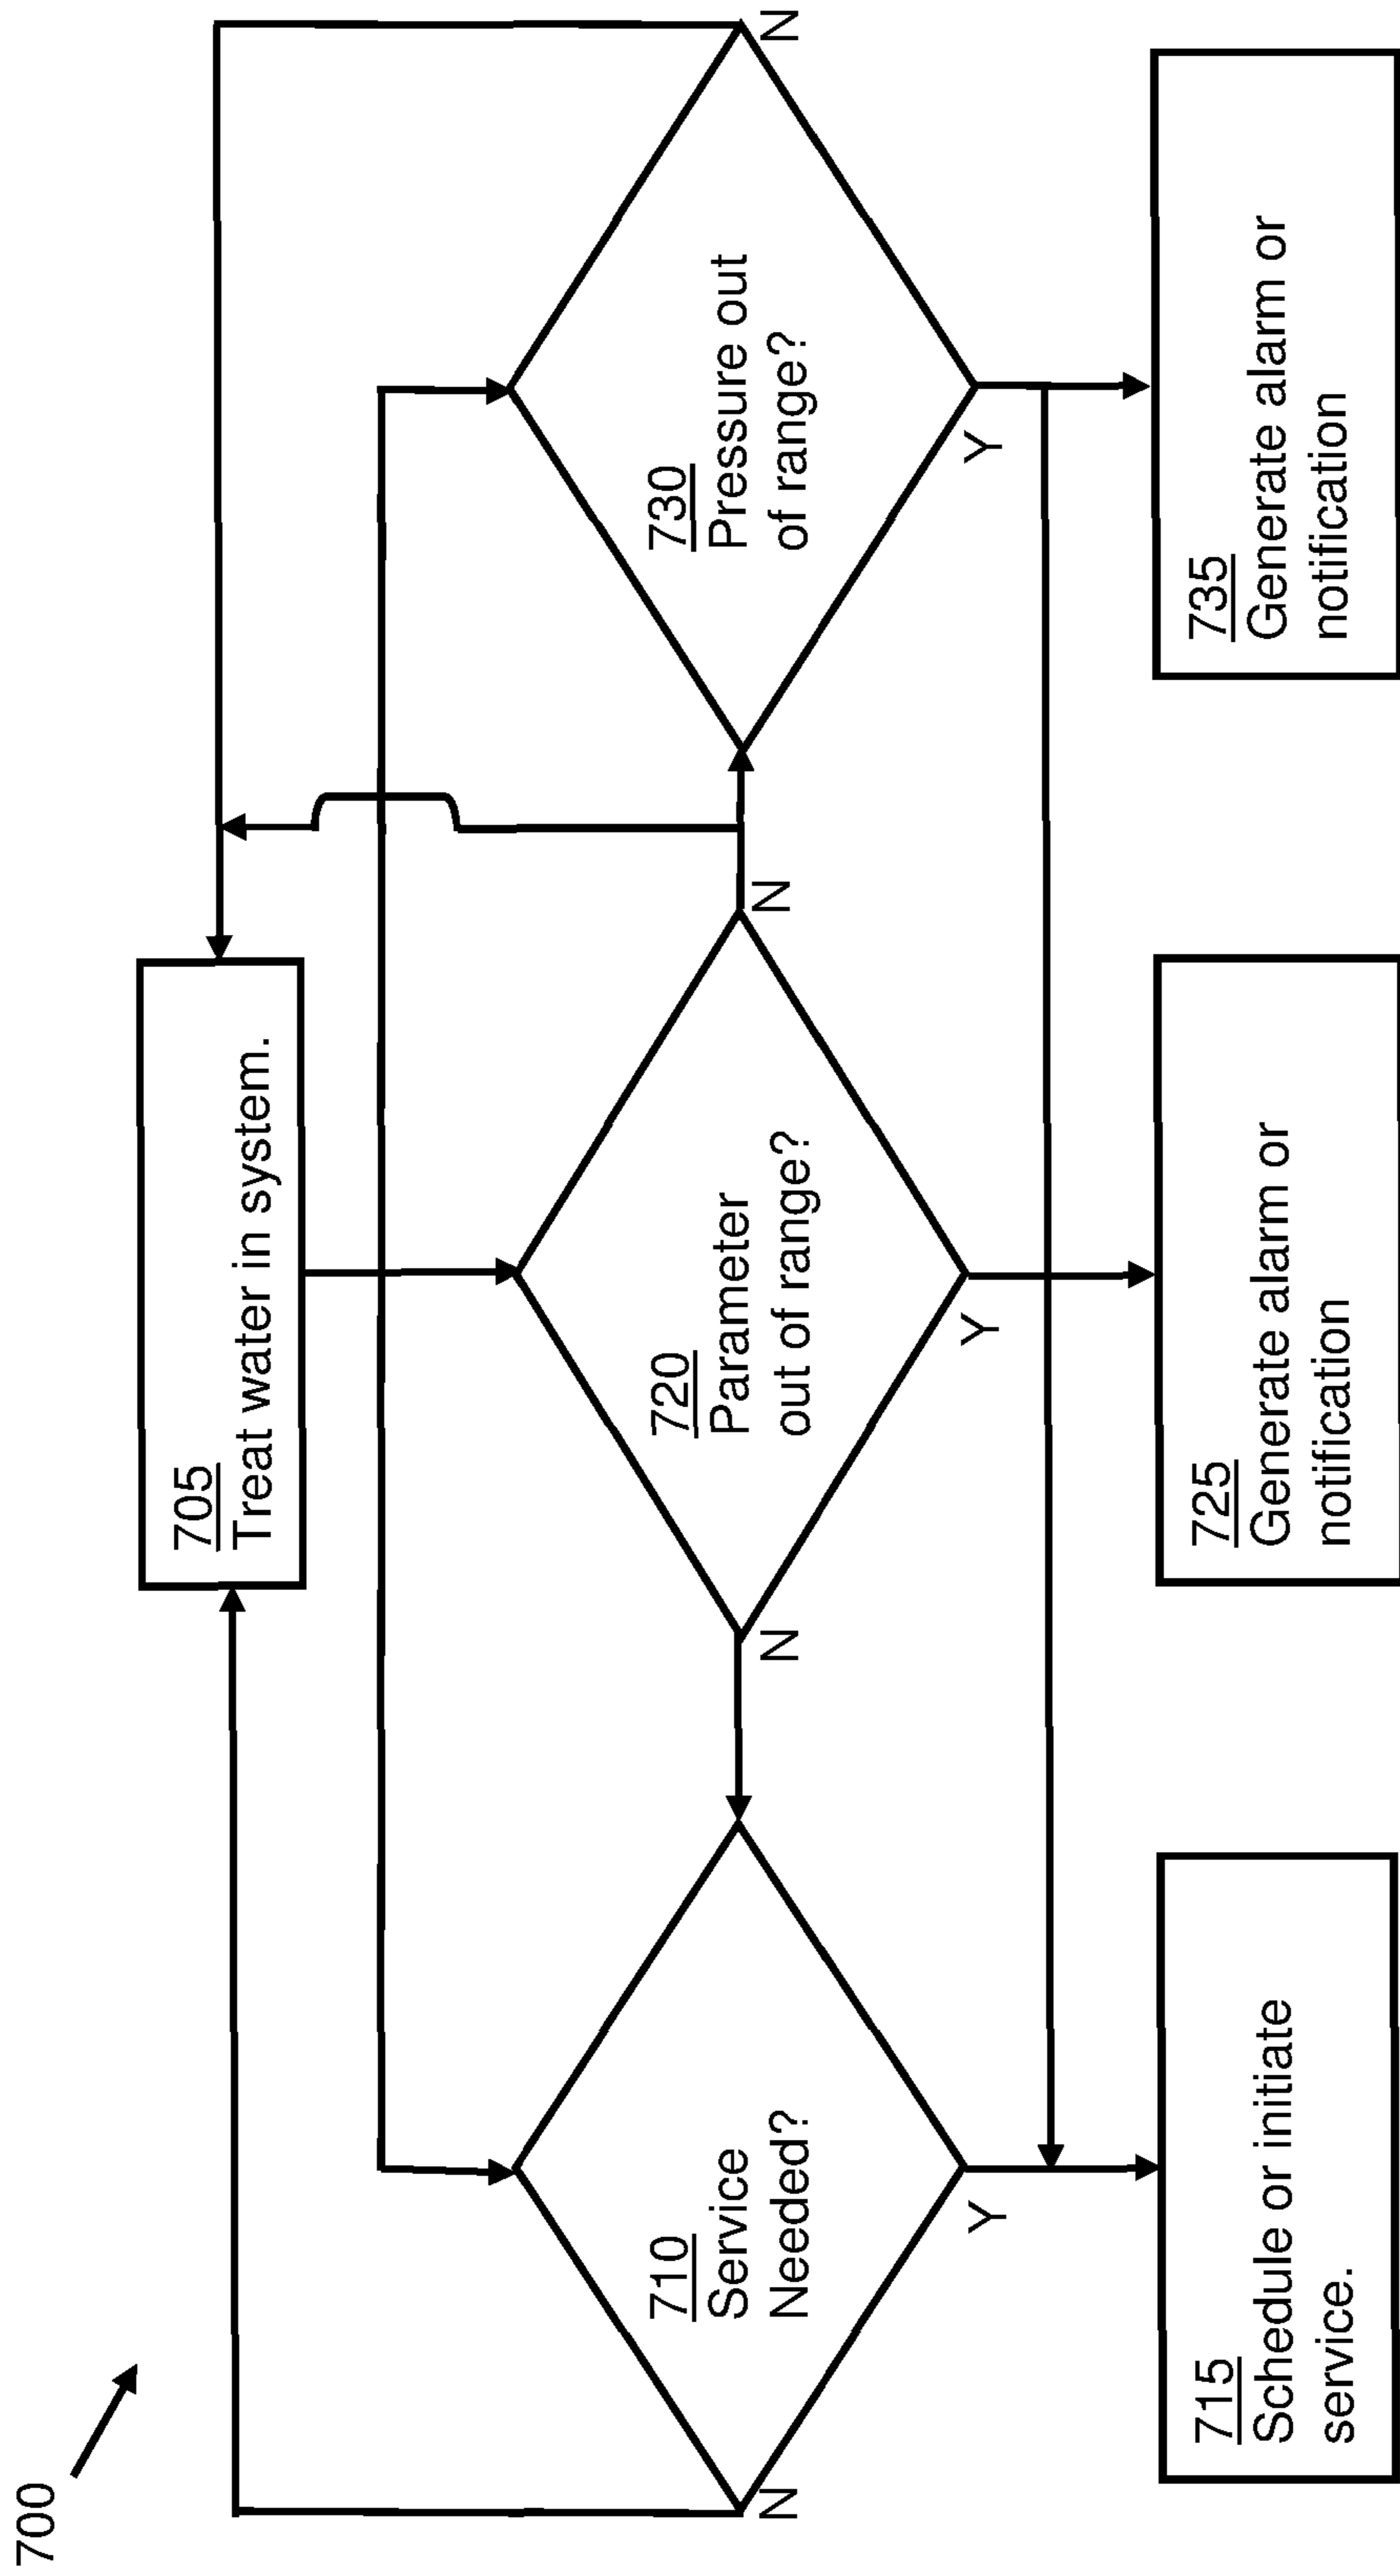 700
705
Treat water in system.
710
Service
Needed?
N
Y
720
Parameter
out of range?
N
N
Y
730
Pressure out
of range?
N
Y
715
Schedule or initiate
service.
725
Generate alarm or
notification
735
Generate alarm or
notification